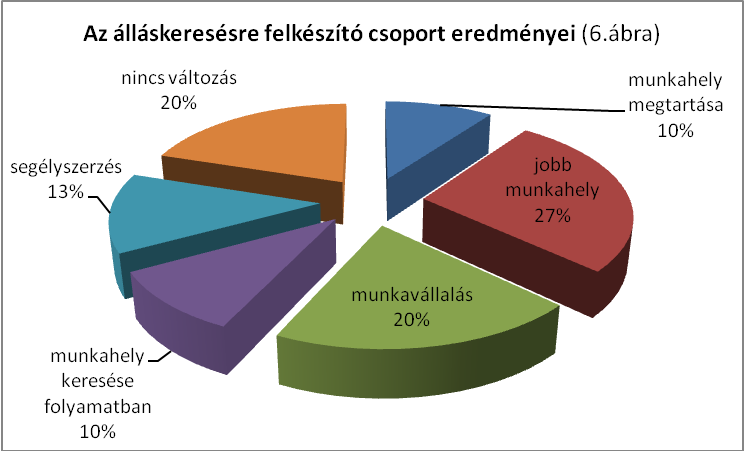 Az álláskeresésre felkészítő csoport eredményei (6.ábra)
nincs változás
20%
munkahely
megtartása
10%
jobb
munkahely
27%
segélyszerzés
13%
munkavállalás
20%
munkahely
keresése
folyamatban
10%